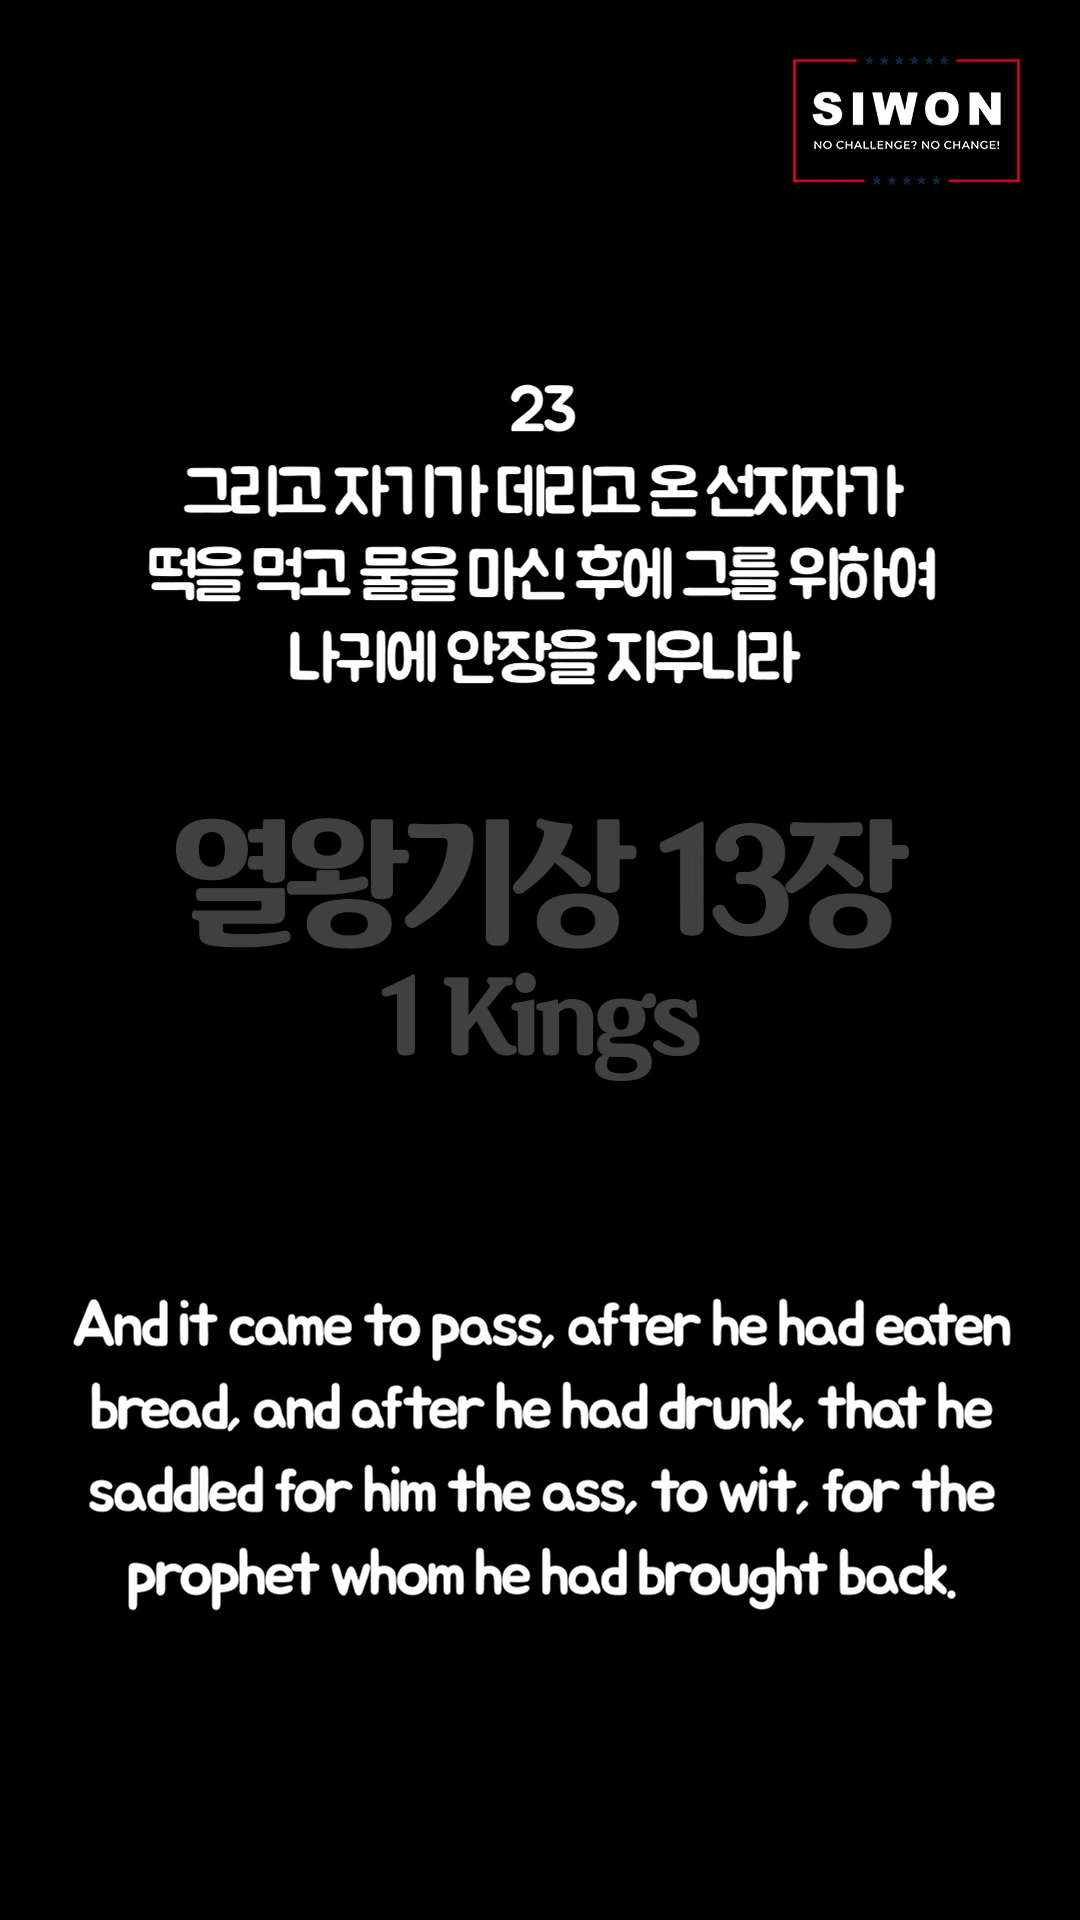 SIWON
NO CHALLENGE? NO CHANGE!
23
그리고 자기가 데리고 온 선지자가
떡을 먹고 물을 마신 후에 그를 위하여
나귀에 안장을 지우니라
열왕기상 13장
1 Kings
And it came to pass, after he had eaten
bread, and after he had drunk, that he
saddled for him the ass, to wit, for the
prophet whom he had brought back.